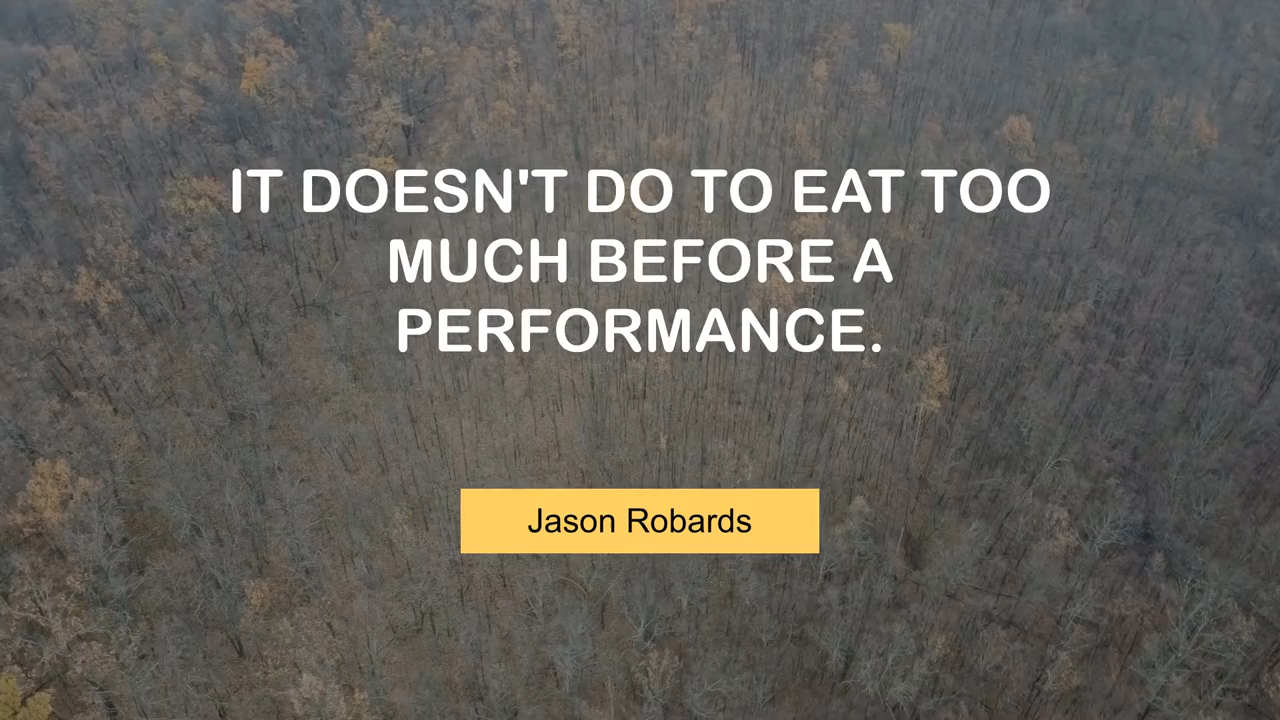 IT DOESN'T DO TO EAT TOO
MUCH BEFORE A
PERFORMANCE.
Jason Robards